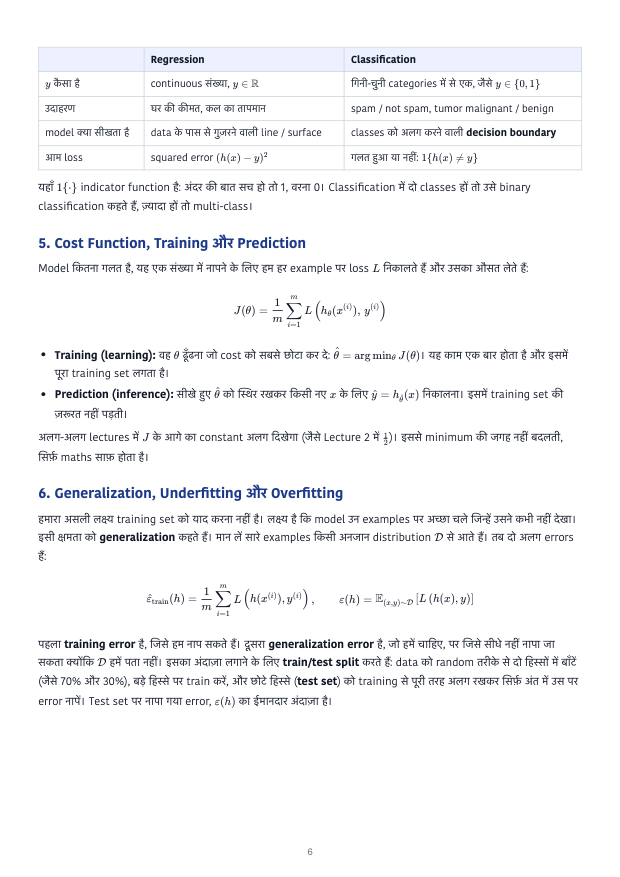 Regression Classification
y कैसा है continuous संख्या, y ∈ ℝ गिनी-चुनी categories में से एक, जैसे y ∈ {0, 1}
उदाहरण घर की कीमत, कल का तापमान spam / not spam, tumor malignant / benign
model क्या सीखता है data के पास से गुज़रने वाली line / surface classes को अलग करने वाली decision boundary
आम loss squared error (h(x) − y)² गलत हुआ या नहीं: 1{h(x) ≠ y}
यहाँ 1{·} indicator function है: अंदर की बात सच हो तो 1, वरना 0। Classification में दो classes हों तो उसे binary
classification कहते हैं, ज़्यादा हों तो multi-class।
5. Cost Function, Training और Prediction
Model कितना गलत है, यह एक संख्या में नापने के लिए हम हर example पर loss L निकालते हैं और उसका औसत लेते हैं:
J(θ) = 1/m ∑_{i=1}^{m} L(h_θ(x^{(i)}), y^{(i)})
• Training (learning): वह θ ढूँढना जो cost को सबसे छोटा कर दे: θ̂ = arg min_θ J(θ)। यह काम एक बार होता है और इसमें
पूरा training set लगता है।
• Prediction (inference): सीखे हुए θ̂ को स्थिर रखकर किसी नए x के लिए ŷ = h_θ̂(x) निकालना। इसमें training set की
ज़रूरत नहीं पड़ती।
अलग-अलग lectures में J के आगे का constant अलग दिखेगा (जैसे Lecture 2 में 1/2)। इससे minimum की जगह नहीं बदलती,
सिर्फ़ maths साफ़ होता है।
6. Generalization, Underfitting और Overfitting
हमारा असली लक्ष्य training set को याद करना नहीं है। लक्ष्य है कि model उन examples पर अच्छा चले जिन्हें उसने कभी नहीं देखा।
इसी क्षमता को generalization कहते हैं। मान लें सारे examples किसी अनजान distribution 𝒟 से आते हैं। तब दो अलग errors
हैं:
ε̂_train(h) = 1/m ∑_{i=1}^{m} L(h(x^{(i)}), y^{(i)}), ε(h) = 𝔼_{(x,y)∼𝒟} [L(h(x), y)]
पहला training error है, जिसे हम नाप सकते हैं। दूसरा generalization error है, जो हमें चाहिए, पर जिसे सीधे नहीं नापा जा
सकता क्योंकि 𝒟 हमें पता नहीं। इसका अंदाज़ा लगाने के लिए train/test split करते हैं: data को random तरीके से दो हिस्सों में बाँटें
(जैसे 70% और 30%), बड़े हिस्से पर train करें, और छोटे हिस्से (test set) को training से पूरी तरह अलग रखकर सिर्फ़ अंत में उस पर
error नापें। Test set पर नापा गया error, ε(h) का ईमानदार अंदाज़ा है।
6